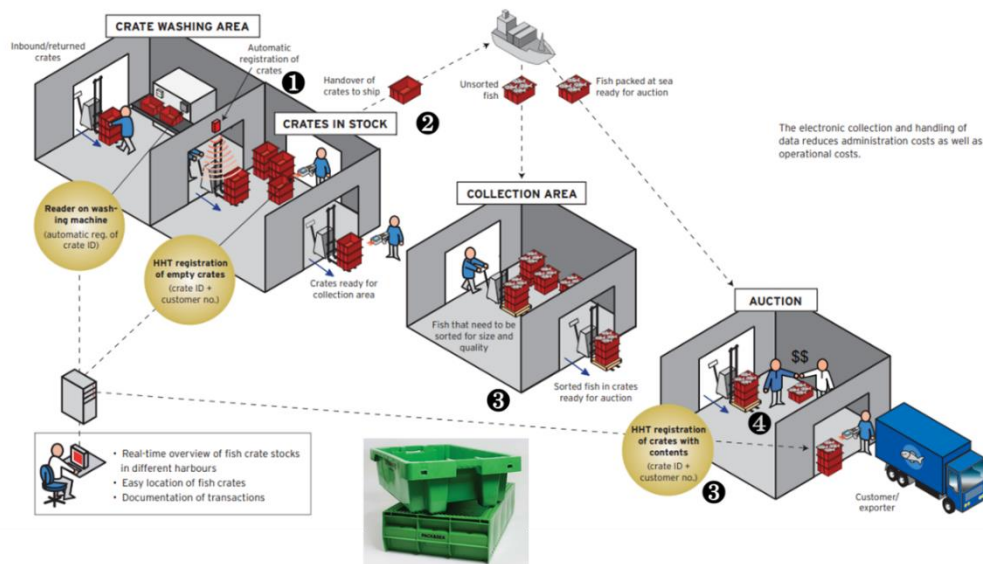 CRATE WASHING AREA
Inbound/returned
crates
Automatic
registration of
crates
1
Handover of
crates to ship
2
CRATES IN STOCK
Unsorted
fish
Fish packed at sea
ready for auction
The electronic collection and handling of
data reduces administration costs as well as
operational costs.
Reader on wash-
ing machine
(automatic reg. of
crate ID)
HHT registration
of empty crates
(crate ID +
customer no.)
Crates ready for
collection area
COLLECTION AREA
Fish that need to be
sorted for size and
quality
3
Sorted fish in crates
ready for auction
AUCTION
$$
4
HHT registration
of crates with
contents
(crate ID +
customer no.)
3
Customer/
exporter
• Real-time overview of fish crate stocks
in different harbours
• Easy location of fish crates
• Documentation of transactions